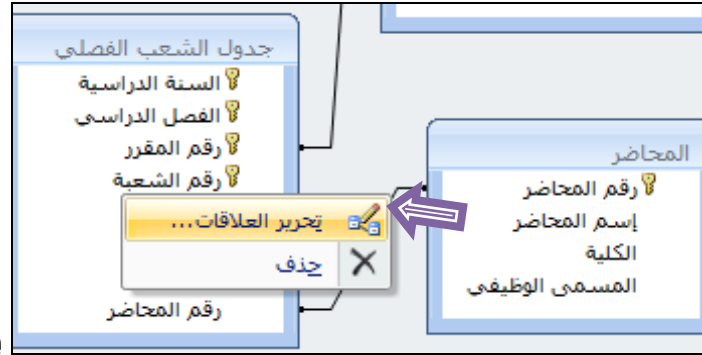 جدول الشعب الفصلي
السنة الدراسية
الفصل الدراسي
رقم المقرر
رقم الشعبة
رقم المحاضر
المحاضر
رقم المحاضر
إسم المحاضر
الكلية
المسمى الوظيفي
تحرير العلاقات...
حذف